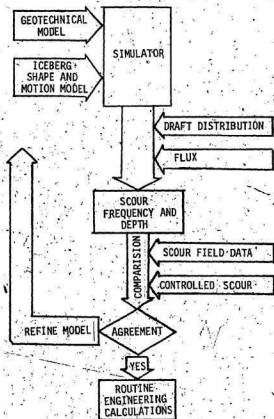 GEOTECHNICAL
MODEL
SIMULATOR
ICEBERG
SHAPE AND
MOTION MODEL
DRAFT DISTRIBUTION
FLUX
SCOUR
FREQUENCY AND
DEPTH
COMPARISION
SCOUR FIELD DATA
CONTROLLED SCOUR
REFINE MODEL
AGREEMENT
YES
ROUTINE
ENGINEERING
CALCULATIONS